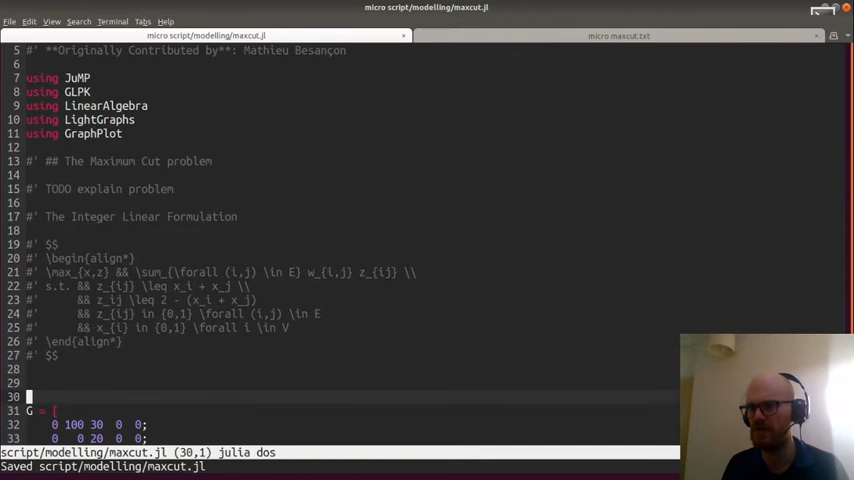 micro script/modelling/maxcut.jl
File Edit View Search Terminal Tabs Help
micro script/modelling/maxcut.jl × micro maxcut.txt ×
5 #' **Originally Contributed by**: Mathieu Besançon
6
7 using JuMP
8 using GLPK
9 using LinearAlgebra
10 using LightGraphs
11 using GraphPlot
12
13 #' ## The Maximum Cut problem
14
15 #' TODO explain problem
16
17 #' The Integer Linear Formulation
18
19 #' $$
20 #' \begin{align*}
21 #' \max_{x,z} && \sum_{\forall (i,j) \in E} w_{i,j} z_{ij} \\
22 #' s.t. && z_{ij} \leq x_i + x_j \\
23 #'      && z_ij \leq 2 - (x_i + x_j)
24 #'      && z_{ij} in {0,1} \forall (i,j) \in E
25 #'      && x_{i} in {0,1} \forall i \in V
26 #' \end{align*}
27 #' $$
28
29
30
31 G = [
32     0 100 30  0  0;
33     0   0 20  0  0;
script/modelling/maxcut.jl (30,1) julia dos
Saved script/modelling/maxcut.jl